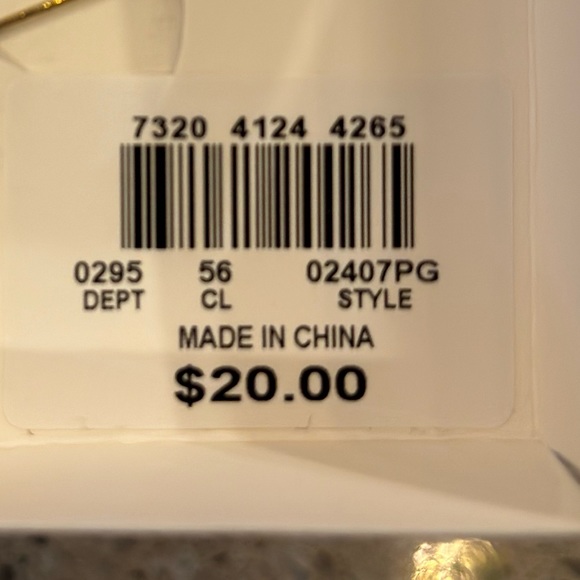 7320 4124 4265
0295 56 02407PG
DEPT CL STYLE
MADE IN CHINA
$20.00